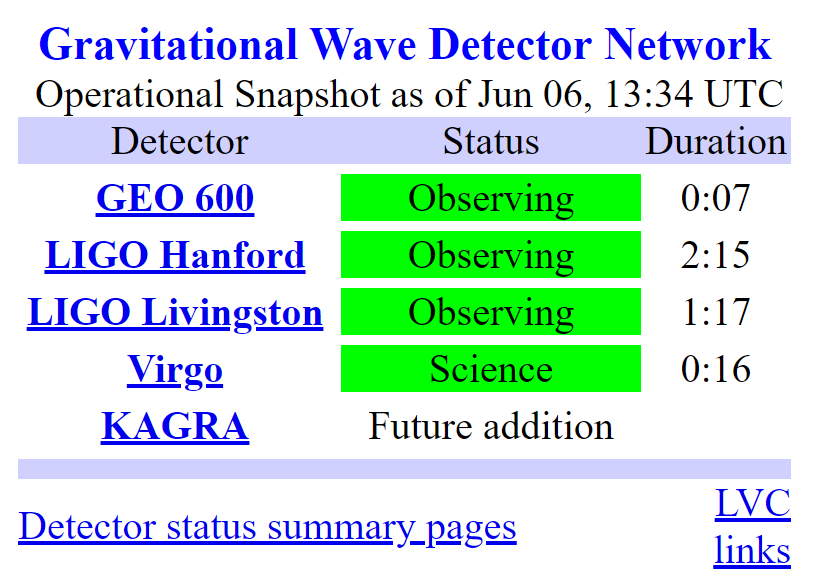 Gravitational Wave Detector Network
Operational Snapshot as of Jun 06, 13:34 UTC
Detector Status Duration
GEO 600 Observing 0:07
LIGO Hanford Observing 2:15
LIGO Livingston Observing 1:17
Virgo Science 0:16
KAGRA Future addition
Detector status summary pages
LVC
links